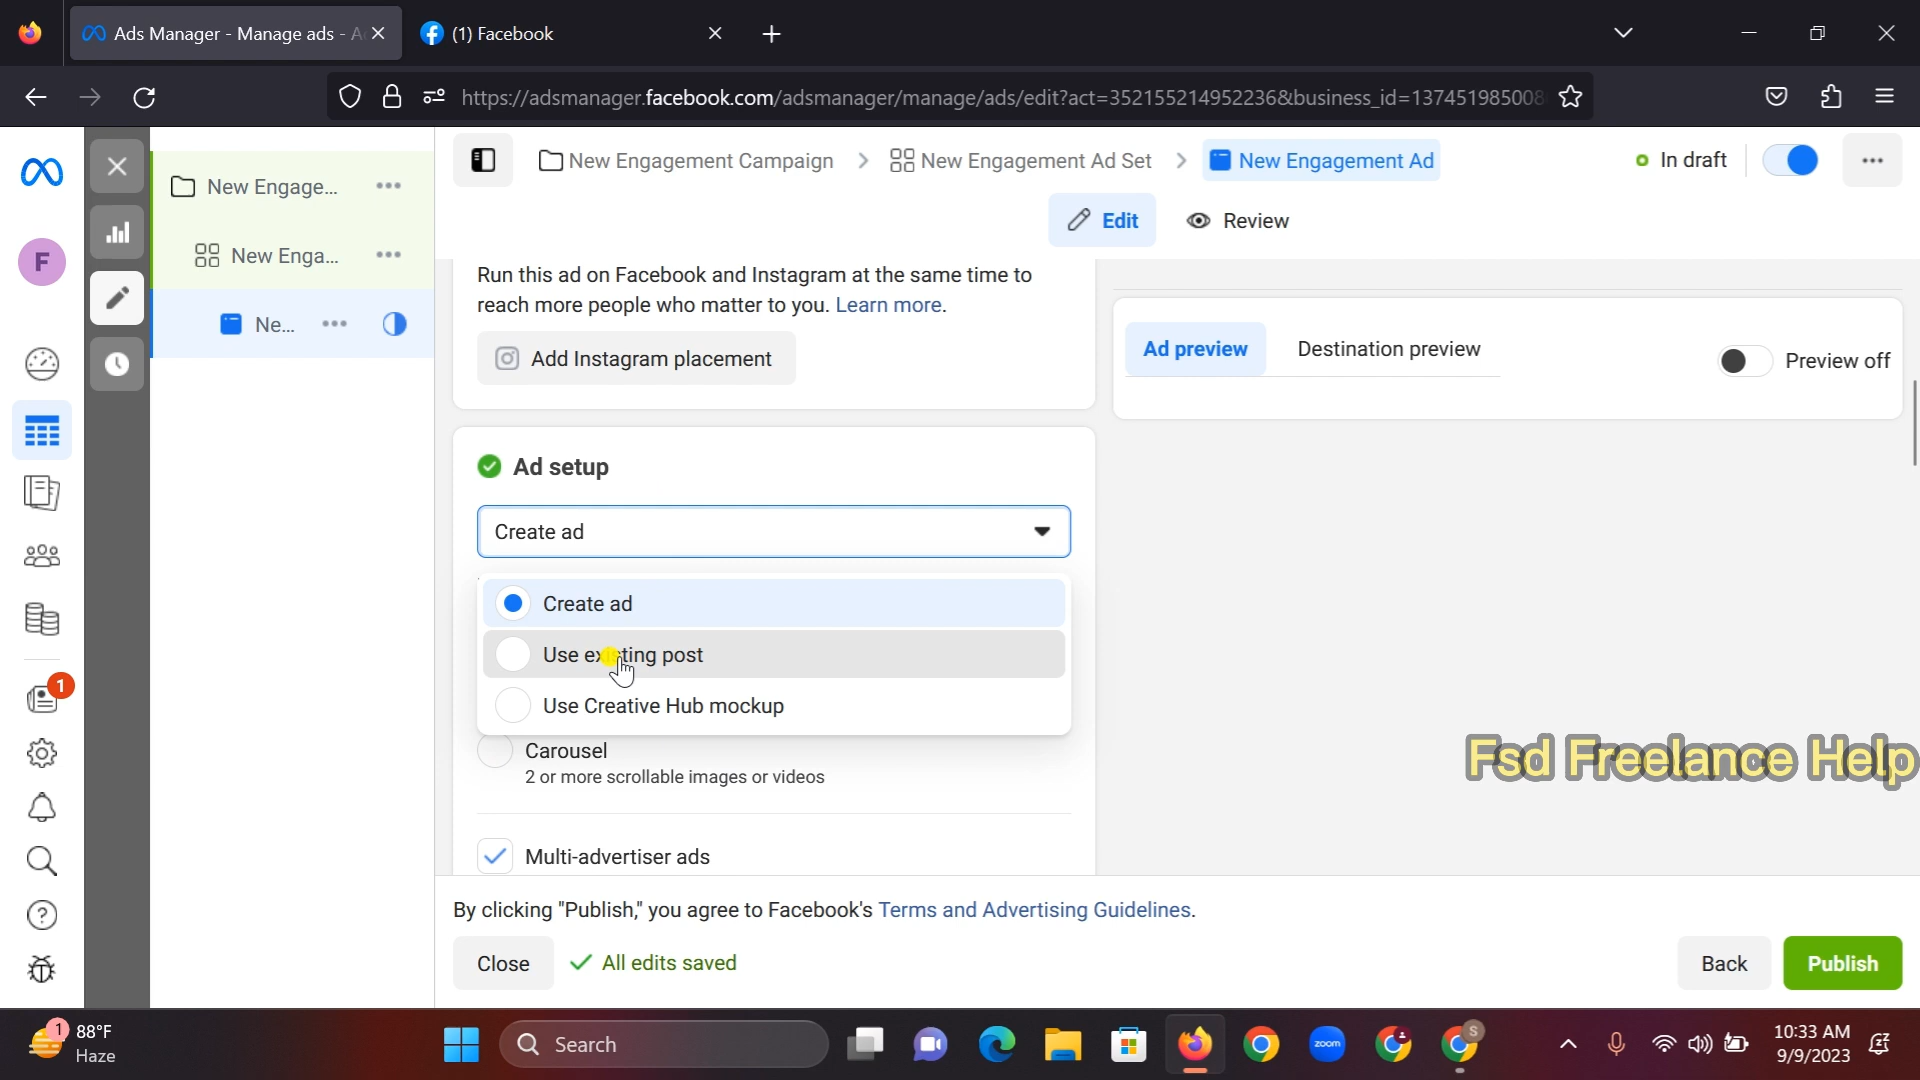 Ads Manager - Manage ads - A
(1) Facebook
https://adsmanager.facebook.com/adsmanager/manage/ads/edit?act=352155214952236&business_id=137451985008
New Engagement Campaign
New Engagement Ad Set
New Engagement Ad
In draft
Edit
Review
F
New Engage...
New Enga...
Ne...
Run this ad on Facebook and Instagram at the same time to
reach more people who matter to you. Learn more.
Add Instagram placement
Ad preview
Destination preview
Preview off
Ad setup
Create ad
Create ad
Use existing post
Use Creative Hub mockup
Carousel
2 or more scrollable images or videos
Multi-advertiser ads
1
Fsd Freelance Help
By clicking "Publish," you agree to Facebook's Terms and Advertising Guidelines.
Close
All edits saved
Back
Publish
1
88°F
Haze
Search
zoom
S
10:33 AM
9/9/2023